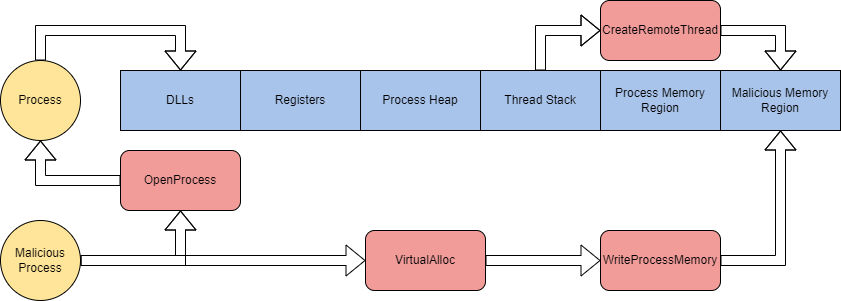 CreateRemoteThread
Process
DLLs
Registers
Process Heap
Thread Stack
Process Memory
Region
Malicious Memory
Region
OpenProcess
Malicious
Process
VirtualAlloc
WriteProcessMemory